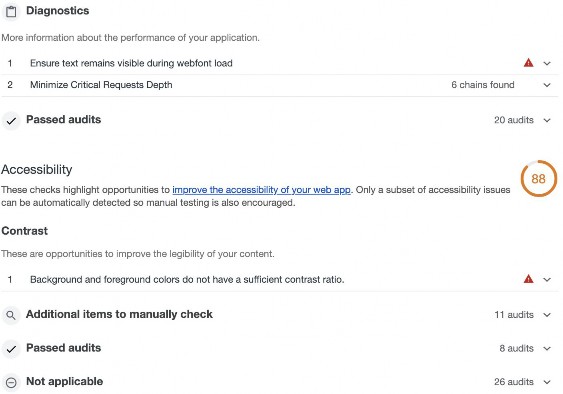 Diagnostics
More information about the performance of your application.
1 Ensure text remains visible during webfont load
2 Minimize Critical Requests Depth 6 chains found
Passed audits 20 audits
Accessibility
88
These checks highlight opportunities to improve the accessibility of your web app. Only a subset of accessibility issues
can be automatically detected so manual testing is also encouraged.
Contrast
These are opportunities to improve the legibility of your content.
1 Background and foreground colors do not have a sufficient contrast ratio.
Additional items to manually check 11 audits
Passed audits 8 audits
Not applicable 26 audits